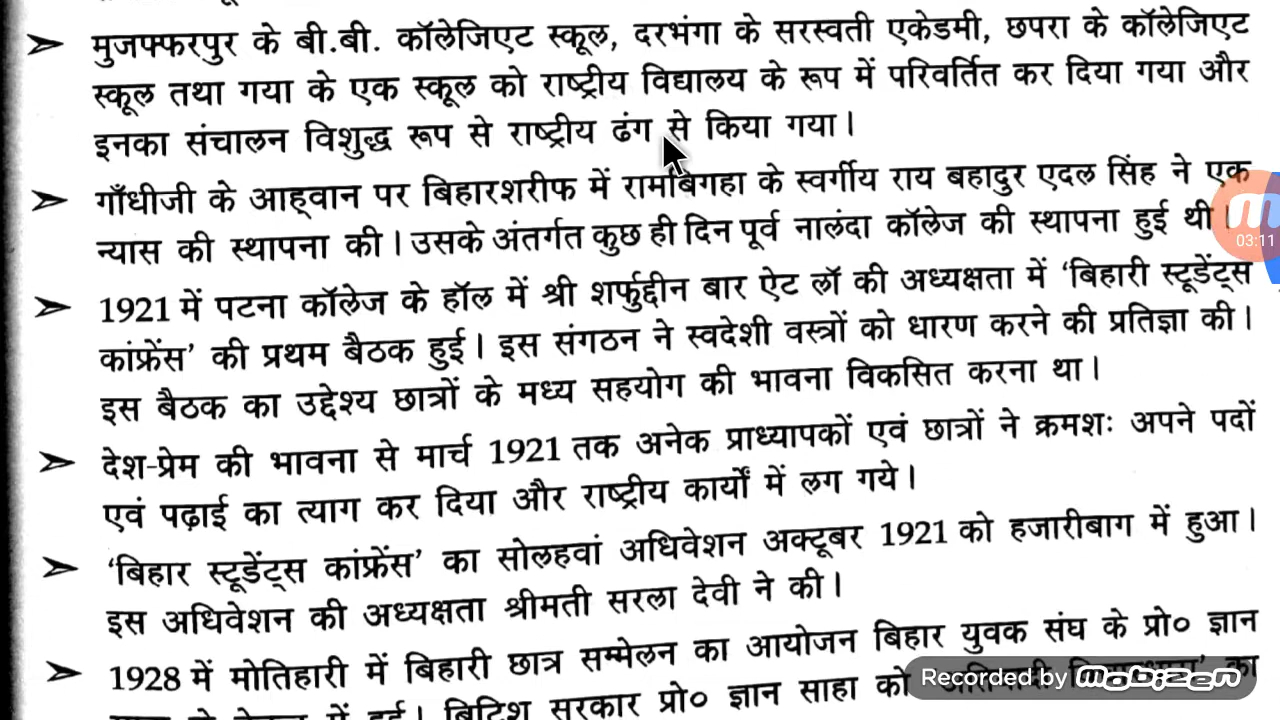 मुजफ्फरपुर के बी.बी. कॉलेजिएट स्कूल, दरभंगा के सरस्वती एकेडमी, छपरा के कॉलेजिएट
स्कूल तथा गया के एक स्कूल को राष्ट्रीय विद्यालय के रूप में परिवर्तित कर दिया गया और
इनका संचालन विशुद्ध रूप से राष्ट्रीय ढंग से किया गया।
गाँधीजी के आह्वान पर बिहारशरीफ में रामबिगहा के स्वर्गीय राय बहादुर एदल सिंह ने एक
न्यास की स्थापना की। उसके अंतर्गत कुछ ही दिन पूर्व नालंदा कॉलेज की स्थापना हुई थी।
03:11
1921 में पटना कॉलेज के हॉल में श्री शर्फुद्दीन बार ऐट लॉ की अध्यक्षता में 'बिहारी स्टूडेंट्स
कांफ्रेंस' की प्रथम बैठक हुई। इस संगठन ने स्वदेशी वस्त्रों को धारण करने की प्रतिज्ञा की।
इस बैठक का उद्देश्य छात्रों के मध्य सहयोग की भावना विकसित करना था।
देश-प्रेम की भावना से मार्च 1921 तक अनेक प्राध्यापकों एवं छात्रों ने क्रमशः अपने पदों
एवं पढ़ाई का त्याग कर दिया और राष्ट्रीय कार्यों में लग गये।
'बिहार स्टूडेंट्स कांफ्रेंस' का सोलहवां अधिवेशन अक्टूबर 1921 को हजारीबाग में हुआ।
इस अधिवेशन की अध्यक्षता श्रीमती सरला देवी ने की।
1928 में मोतिहारी में बिहारी छात्र सम्मेलन का आयोजन बिहार युवक संघ के प्रो० ज्ञान
में हुई। ब्रिटिश सरकार प्रो० ज्ञान साहा को का
Recorded by mobizen